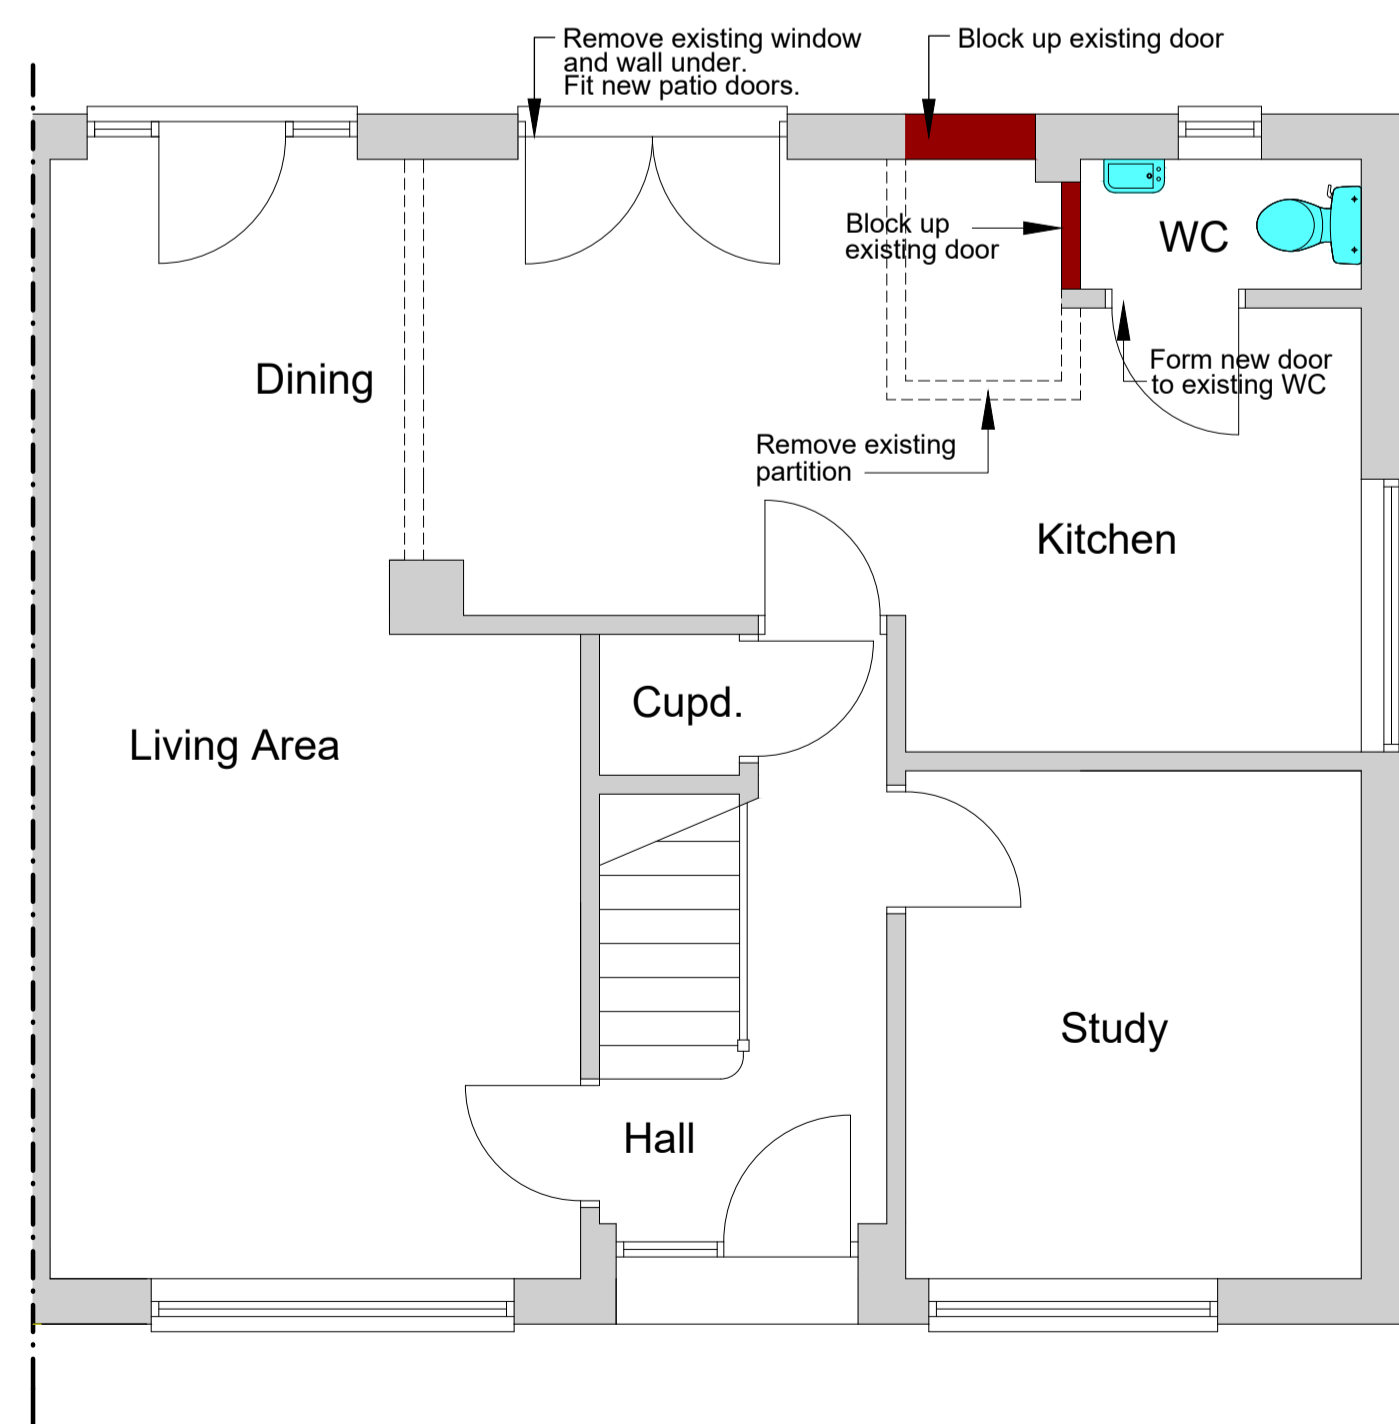 Remove existing window
and wall under.
Fit new patio doors.
Block up existing door
Block up
existing door
WC
Form new door
to existing WC
Dining
Remove existing
partition
Kitchen
Cupd.
Living Area
Study
Hall